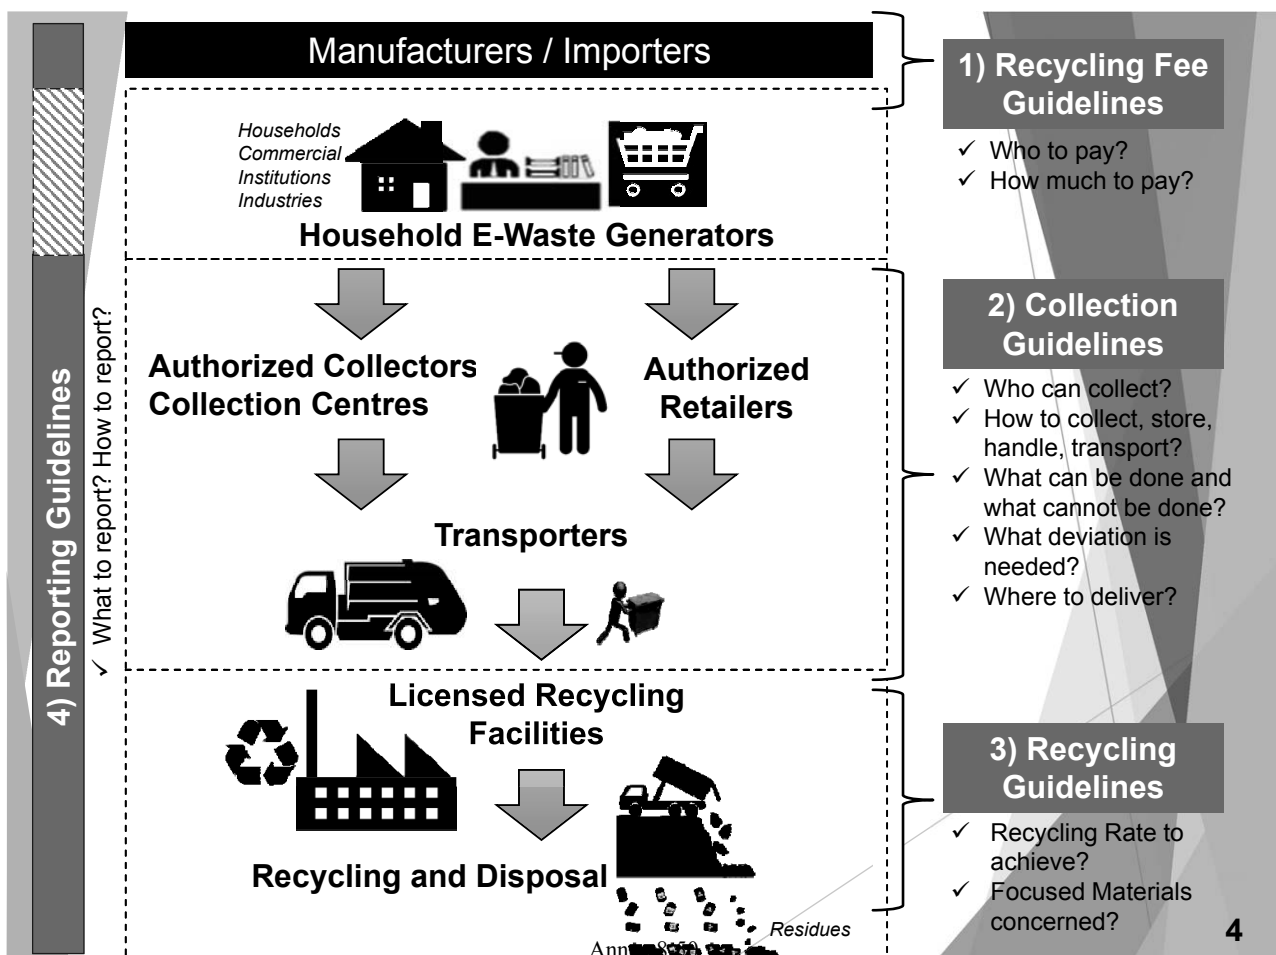 Manufacturers / Importers
Households
Commercial
Institutions
Industries
Household E-Waste Generators
Authorized Collectors
Collection Centres
Authorized
Retailers
Transporters
Licensed Recycling
Facilities
Recycling and Disposal
Residues
4) Reporting Guidelines
✓ What to report? How to report?
1) Recycling Fee
Guidelines
✓ Who to pay?
✓ How much to pay?
2) Collection
Guidelines
✓ Who can collect?
✓ How to collect, store,
handle, transport?
✓ What can be done and
what cannot be done?
✓ What deviation is
needed?
✓ Where to deliver?
3) Recycling
Guidelines
✓ Recycling Rate to
achieve?
✓ Focused Materials
concerned?
4